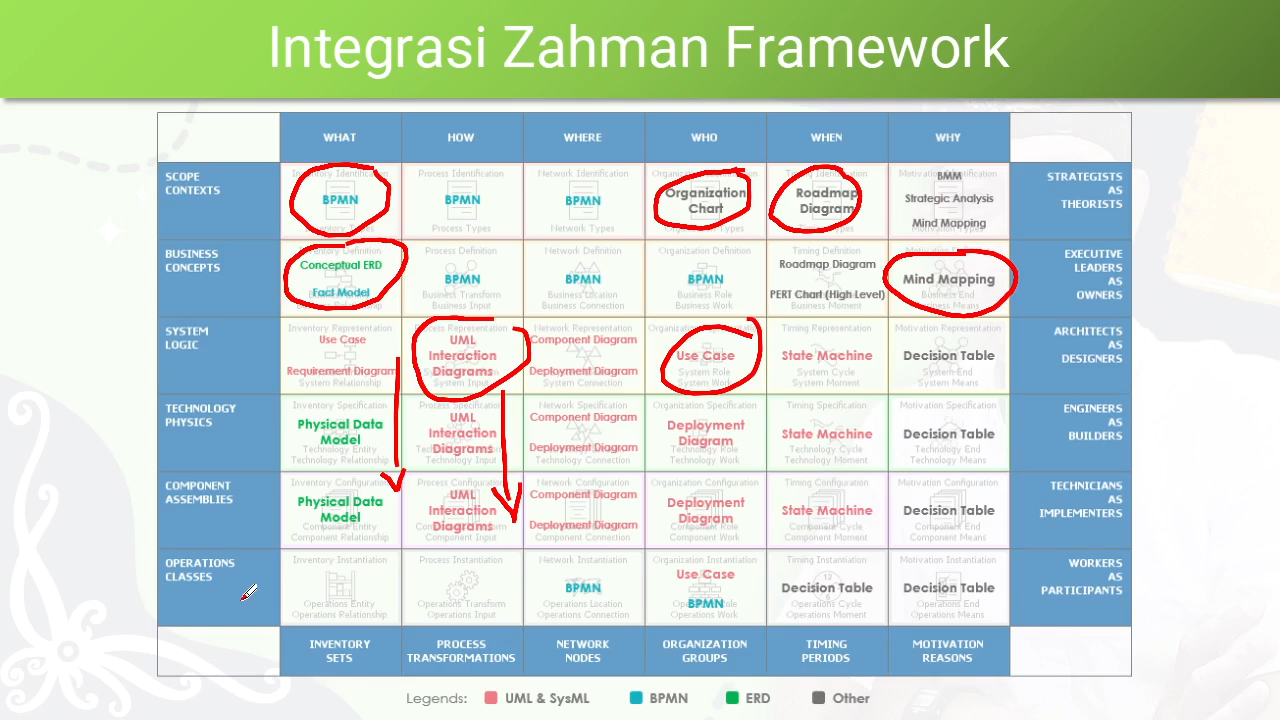 Integrasi Zahman Framework
WHAT HOW WHERE WHO WHEN WHY
SCOPE
CONTEXTS
BPMN
Process Identification
BPMN
Process Types
Network Identification
BPMN
Network Types
Organization
Chart
Roadmap
Diagram
BMM
Strategic Analysis
Mind Mapping
STRATEGISTS
AS
THEORISTS
BUSINESS
CONCEPTS
Conceptual ERD
Fact Model
Process Definition
BPMN
Business Transform
Business Input
Network Definition
BPMN
Business Location
Business Connection
Organization Definition
BPMN
Business Role
Business Work
Timing Definition
Roadmap Diagram
PERT Chart (High Level)
Business Moment
Mind Mapping
Business End
Business Means
EXECUTIVE
LEADERS
AS
OWNERS
SYSTEM
LOGIC
Inventory Representation
Use Case
Requirement Diagram
System Relationship
Process Representation
UML
Interaction
Diagrams
System Input
Network Representation
Component Diagram
Deployment Diagram
System Connection
Use Case
System Role
System Work
Timing Representation
State Machine
System Cycle
System Moment
Motivation Representation
Decision Table
System End
System Means
ARCHITECTS
AS
DESIGNERS
TECHNOLOGY
PHYSICS
Inventory Specification
Physical Data
Model
Technology Entity
Technology Relationship
Process Specification
UML
Interaction
Diagrams
Technology Input
Network Specification
Component Diagram
Deployment Diagram
Technology Connection
Organization Specification
Deployment
Diagram
Technology Work
Timing Specification
State Machine
Technology Cycle
Technology Moment
Motivation Specification
Decision Table
Technology End
Technology Means
ENGINEERS
AS
BUILDERS
COMPONENT
ASSEMBLIES
Inventory Configuration
Physical Data
Model
Component Entity
Component Relationship
Process Configuration
UML
Interaction
Diagrams
Component Input
Network Configuration
Component Diagram
Deployment Diagram
Component Connection
Organization Configuration
Deployment
Diagram
Component Work
Timing Configuration
State Machine
Component Cycle
Component Moment
Motivation Configuration
Decision Table
Component End
Component Means
TECHNICIANS
AS
IMPLEMENTERS
OPERATIONS
CLASSES
Inventory Instantiation
Operations Entity
Operations Relationship
Process Instantiation
Operations Transform
Operations Input
Network Instantiation
BPMN
Operations Location
Operations Connection
Organization Instantiation
Use Case
BPMN
Operations Work
Timing Instantiation
Decision Table
Operations Cycle
Operations Moment
Motivation Instantiation
Decision Table
Operations End
Operations Means
WORKERS
AS
PARTICIPANTS
INVENTORY
SETS
PROCESS
TRANSFORMATIONS
NETWORK
NODES
ORGANIZATION
GROUPS
TIMING
PERIODS
MOTIVATION
REASONS
Legends: UML & SysML BPMN ERD Other